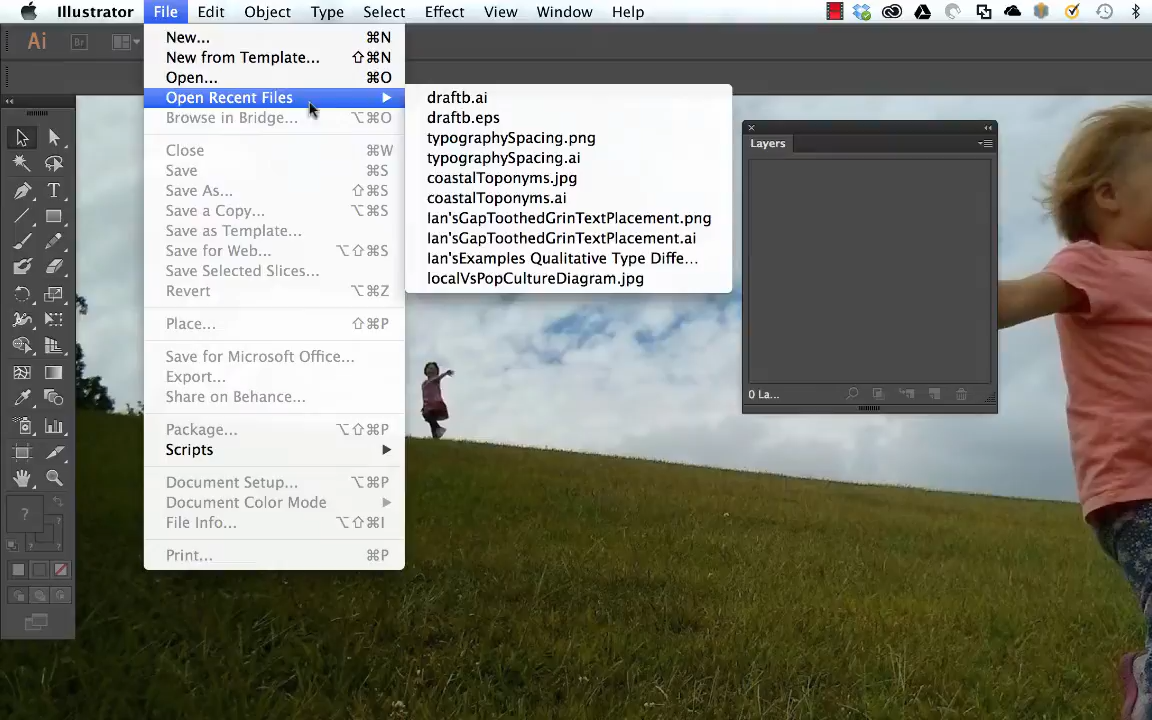 Illustrator File Edit Object Type Select Effect View Window Help
Ai Br
New... ⌘N
New from Template... ⇧⌘N
Open... ⌘O
Open Recent Files
Browse in Bridge... ⌥⌘O
Close ⌘W
Save ⌘S
Save As... ⇧⌘S
Save a Copy... ⌥⌘S
Save as Template...
Save for Web... ⌥⇧⌘S
Save Selected Slices...
Revert ⌥⌘Z
Place... ⇧⌘P
Save for Microsoft Office...
Export...
Share on Behance...
Package... ⌥⇧⌘P
Scripts
Document Setup... ⌥⌘P
Document Color Mode
File Info... ⌥⇧⌘I
Print... ⌘P
draftb.ai
draftb.eps
typographySpacing.png
typographySpacing.ai
coastalToponyms.jpg
coastalToponyms.ai
Ian'sGapToothedGrinTextPlacement.png
Ian'sGapToothedGrinTextPlacement.ai
Ian'sExamples Qualitative Type Diffe...
localVsPopCultureDiagram.jpg
Layers
0 La...
T
?
?
? ?